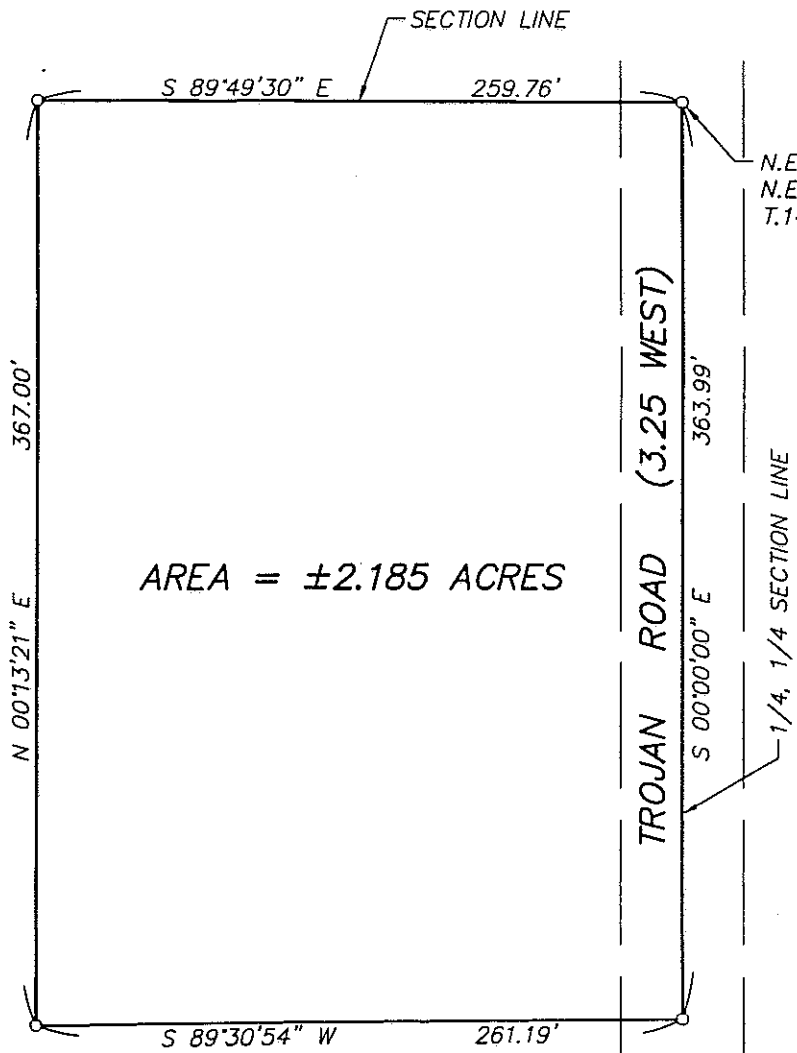 SECTION LINE
S 89°49'30" E 259.76'
N.E
N.E
T.1
367.00'
N 00°13'21" E
AREA = ±2.185 ACRES
TROJAN ROAD (3.25 WEST)
363.99'
S 00°00'00" E
1/4, 1/4 SECTION LINE
S 89°30'54" W 261.19'